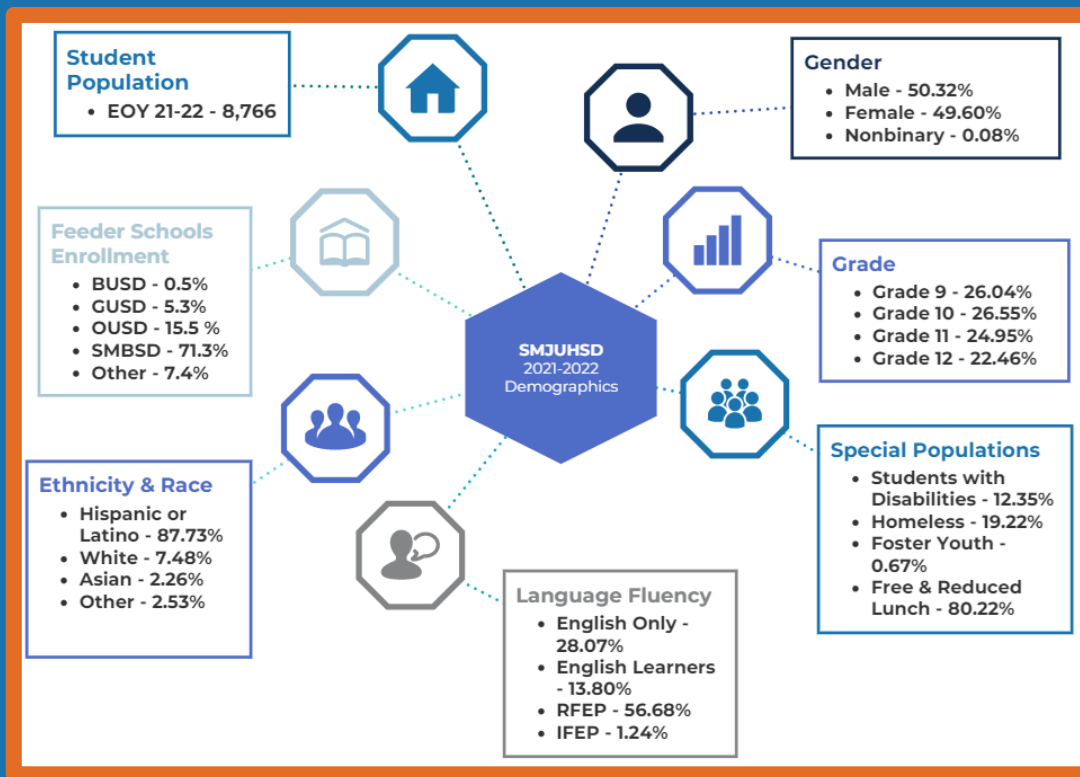 Student
Population
• EOY 21-22 - 8,766
Gender
• Male - 50.32%
• Female - 49.60%
• Nonbinary - 0.08%
Feeder Schools
Enrollment
• BUSD - 0.5%
• GUSD - 5.3%
• OUSD - 15.5 %
• SMBSD - 71.3%
• Other - 7.4%
Grade
• Grade 9 - 26.04%
• Grade 10 - 26.55%
• Grade 11 - 24.95%
• Grade 12 - 22.46%
SMJUHSD
2021-2022
Demographics
Ethnicity & Race
• Hispanic or
Latino - 87.73%
• White - 7.48%
• Asian - 2.26%
• Other - 2.53%
Special Populations
• Students with
Disabilities - 12.35%
• Homeless - 19.22%
• Foster Youth -
0.67%
• Free & Reduced
Lunch - 80.22%
Language Fluency
• English Only -
28.07%
• English Learners
- 13.80%
• RFEP - 56.68%
• IFEP - 1.24%